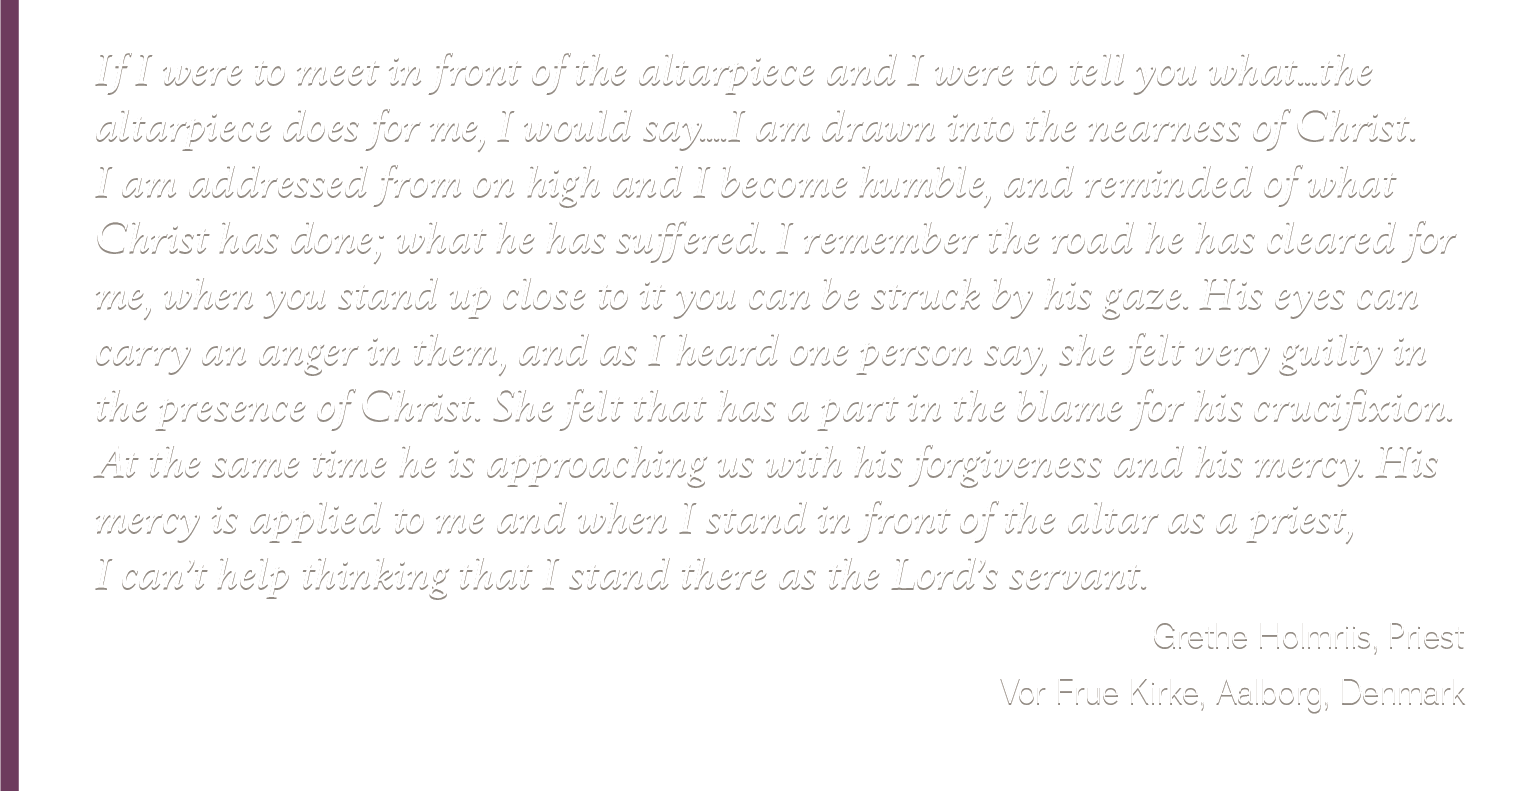 If I were to meet in front of the altarpiece and I were to tell you what...the
altarpiece does for me, I would say....I am drawn into the nearness of Christ.
I am addressed from on high and I become humble, and reminded of what
Christ has done; what he has suffered. I remember the road he has cleared for
me, when you stand up close to it you can be struck by his gaze. His eyes can
carry an anger in them, and as I heard one person say, she felt very guilty in
the presence of Christ. She felt that has a part in the blame for his crucifixion.
At the same time he is approaching us with his forgiveness and his mercy. His
mercy is applied to me and when I stand in front of the altar as a priest,
I can’t help thinking that I stand there as the Lord’s servant.
Grethe Holmriis, Priest
Vor Frue Kirke, Aalborg, Denmark